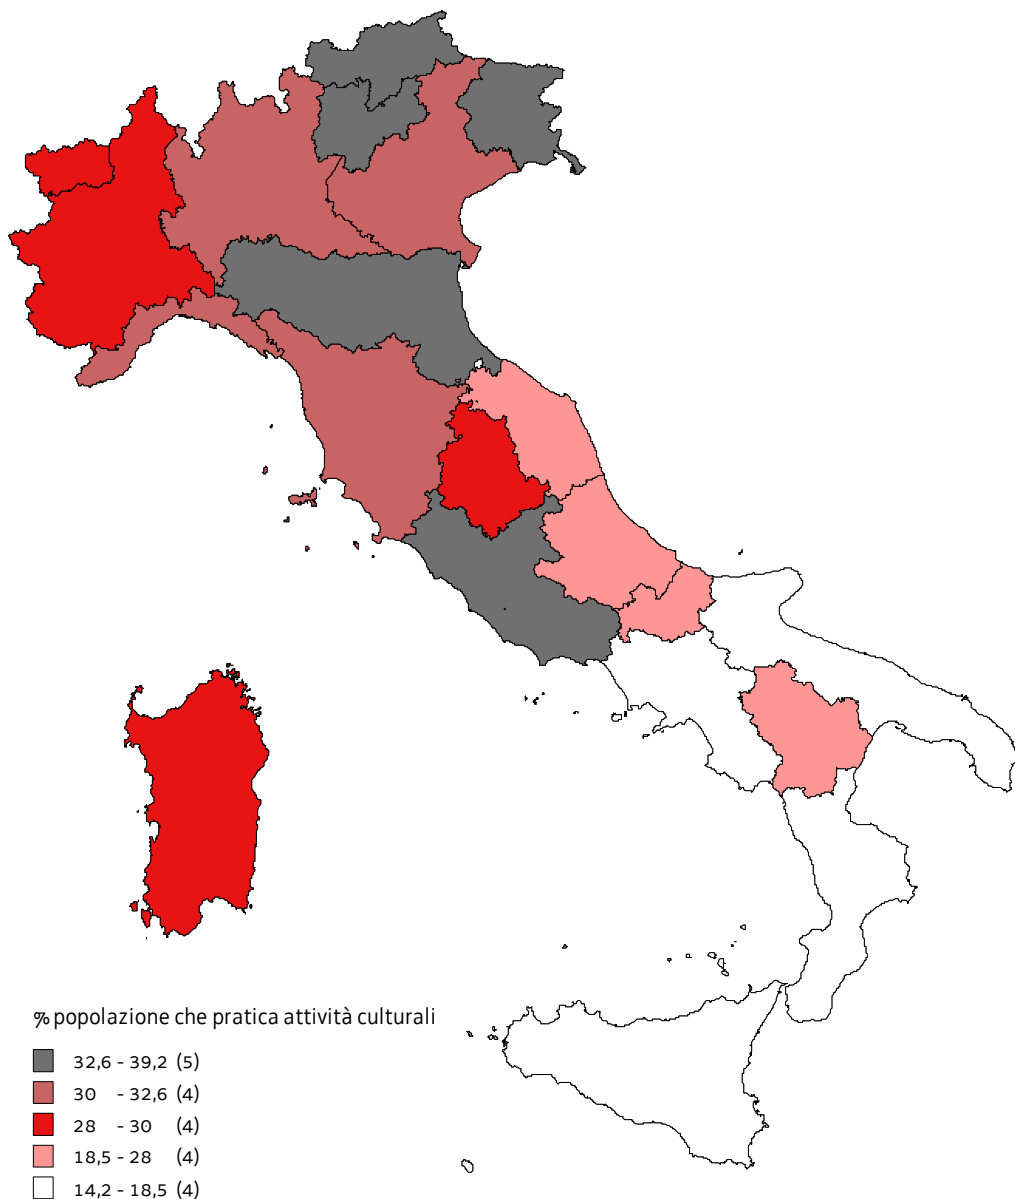 % popolazione che pratica attività culturali
32,6 - 39,2 (5)
30 - 32,6 (4)
28 - 30 (4)
18,5 - 28 (4)
14,2 - 18,5 (4)